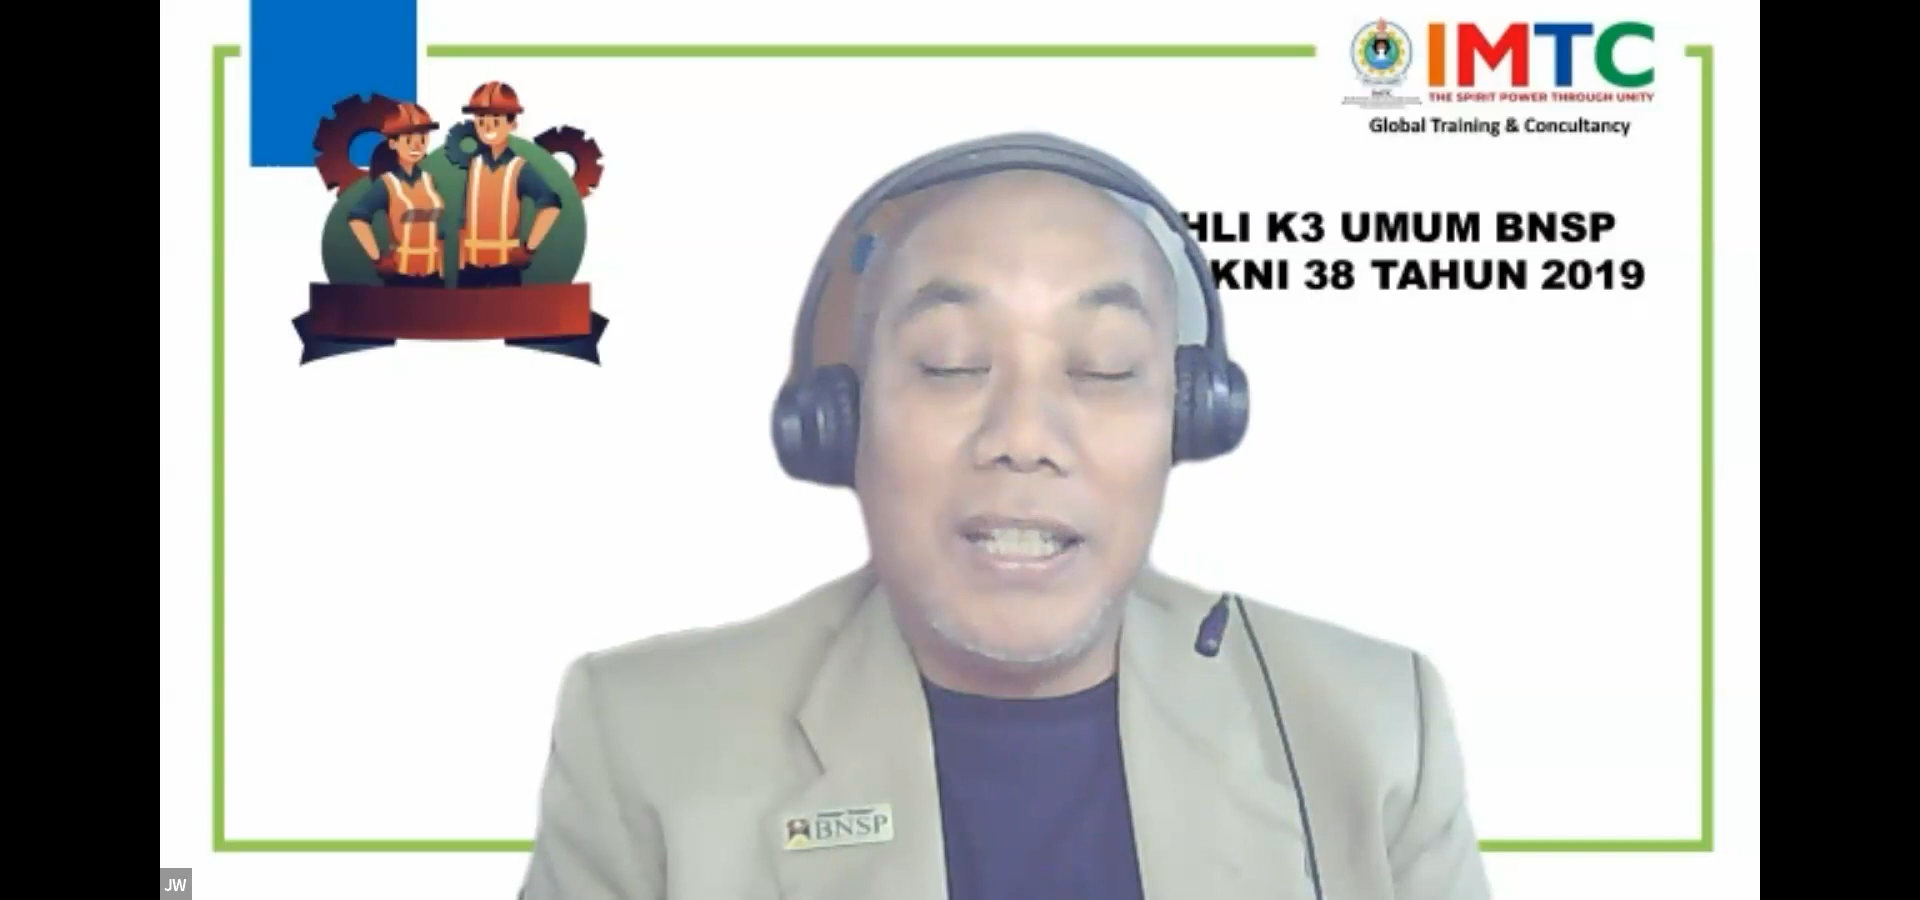 IMTC
THE SPIRIT POWER THROUGH UNITY
Global Training & Concultancy
HLI K3 UMUM BNSP
KNI 38 TAHUN 2019
BNSP
JW